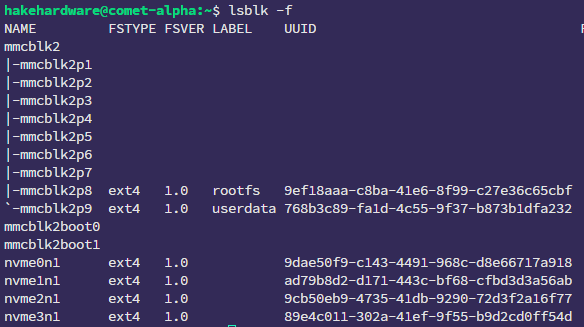 hakehardware@comet-alpha:~$ lsblk -f
NAME FSTYPE FSVER LABEL UUID
mmcblk2
|-mmcblk2p1
|-mmcblk2p2
|-mmcblk2p3
|-mmcblk2p4
|-mmcblk2p5
|-mmcblk2p6
|-mmcblk2p7
|-mmcblk2p8 ext4 1.0 rootfs 9ef18aaa-c8ba-41e6-8f99-c27e36c65cbf
`-mmcblk2p9 ext4 1.0 userdata 768b3c89-fa1d-4c55-9f37-b873b1dfa232
mmcblk2boot0
mmcblk2boot1
nvme0n1 ext4 1.0 9dae50f9-c143-4491-968c-d8e66717a918
nvme1n1 ext4 1.0 ad79b8d2-d171-443c-bf68-cfbd3d3a56ab
nvme2n1 ext4 1.0 9cb50eb9-4735-41db-9290-72d3f2a16f77
nvme3n1 ext4 1.0 89e4c011-302a-41ef-9f55-b9d2cd0ff54d